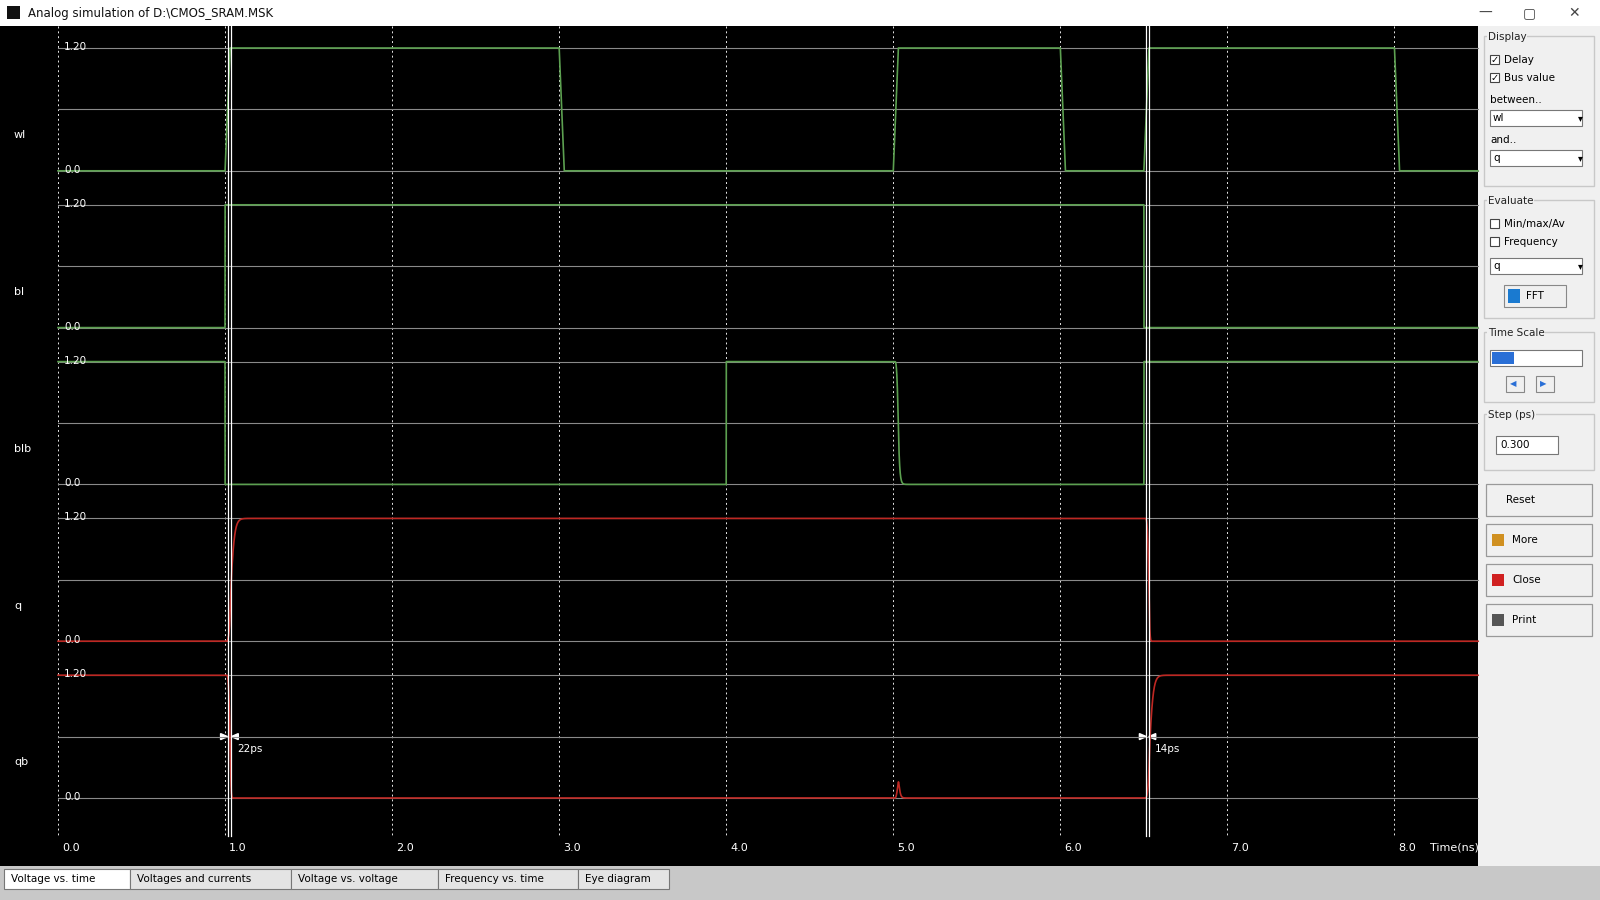 Analog simulation of D:\CMOS_SRAM.MSK
1.20
wl
0.0
1.20
bl
0.0
1.20
blb
0.0
1.20
q
0.0
1.20
22ps
14ps
qb
0.0
0.0 1.0 2.0 3.0 4.0 5.0 6.0 7.0 8.0 Time(ns)
Display
Delay
Bus value
between..
wl
and..
q
Evaluate
Min/max/Av
Frequency
q
FFT
Time Scale
Step (ps)
0.300
Reset
More
Close
Print
Voltage vs. time Voltages and currents Voltage vs. voltage Frequency vs. time Eye diagram